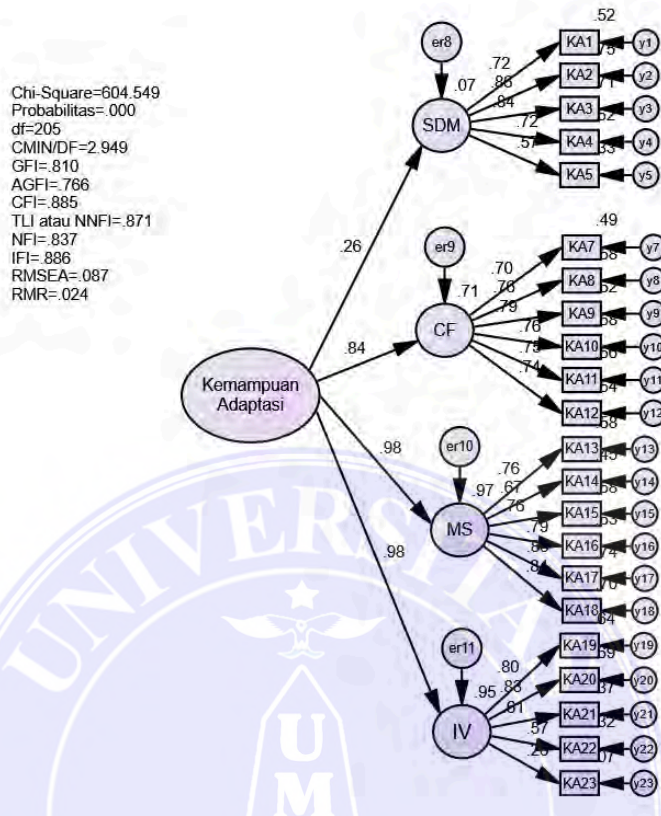 Chi-Square=604.549
Probabilitas=.000
df=205
CMIN/DF=2.949
GFI=.810
AGFI=.766
CFI=.885
TLI atau NNFI=.871
NFI=.837
IFI=.886
RMSEA=.087
RMR=.024
Kemampuan
Adaptasi
.26
.84
.98
.98
er8
.07
SDM
.72
.84
.72
.52
KA1
y1
KA2
y2
KA3
y3
KA4
y4
KA5
y5
er9
.71
CF
.70
.76
.79
.76
.74
.49
KA7
y7
KA8
y8
KA9
y9
KA10
y10
KA11
y11
KA12
y12
er10
.97
MS
.76
.67
.76
.79
KA13
y13
KA14
y14
KA15
y15
KA16
y16
KA17
y17
KA18
y18
er11
.95
IV
.80
.83
.57
KA19
y19
KA20
y20
KA21
y21
KA22
y22
KA23
y23
UNIVERSITA
U
M